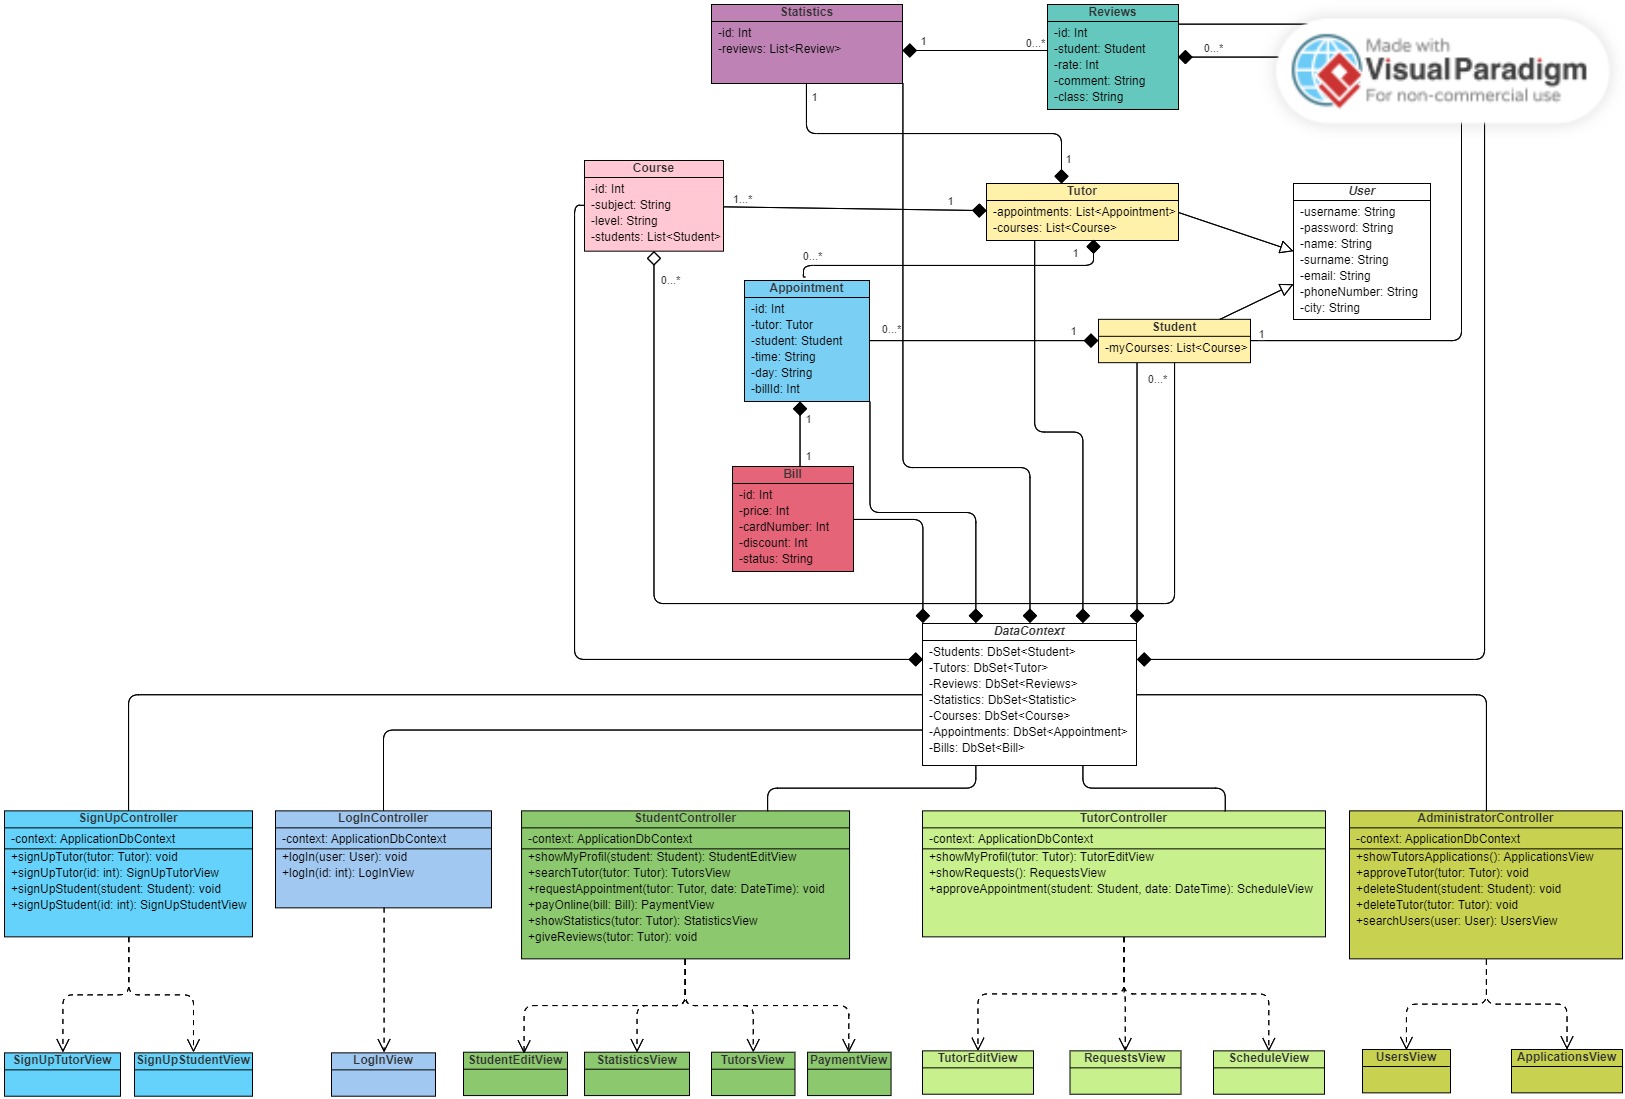 Statistics
-id: Int
-reviews: List<Review>
1
0...*
1
Reviews
-id: Int
-student: Student
-rate: Int
-comment: String
-class: String
0...*
Made with
VisualParadigm
For non-commercial use
Course
-id: Int
-subject: String
-level: String
-students: List<Student>
1...*
1
0...*
1
Tutor
-appointments: List<Appointment>
-courses: List<Course>
1
0...*
User
-username: String
-password: String
-name: String
-surname: String
-email: String
-phoneNumber: String
-city: String
Appointment
-id: Int
-tutor: Tutor
-student: Student
-time: String
-day: String
-billId: Int
0...*
1
Student
-myCourses: List<Course>
1
0...*
1
1
Bill
-id: Int
-price: Int
-cardNumber: Int
-discount: Int
-status: String
DataContext
-Students: DbSet<Student>
-Tutors: DbSet<Tutor>
-Reviews: DbSet<Reviews>
-Statistics: DbSet<Statistic>
-Courses: DbSet<Course>
-Appointments: DbSet<Appointment>
-Bills: DbSet<Bill>
SignUpController
-context: ApplicationDbContext
+signUpTutor(tutor: Tutor): void
+signUpTutor(id: int): SignUpTutorView
+signUpStudent(student: Student): void
+signUpStudent(id: int): SignUpStudentView
LogInController
-context: ApplicationDbContext
+logIn(user: User): void
+logIn(id: int): LogInView
StudentController
-context: ApplicationDbContext
+showMyProfil(student: Student): StudentEditView
+searchTutor(tutor: Tutor): TutorsView
+requestAppointment(tutor: Tutor, date: DateTime): void
+payOnline(bill: Bill): PaymentView
+showStatistics(tutor: Tutor): StatisticsView
+giveReviews(tutor: Tutor): void
TutorController
-context: ApplicationDbContext
+showMyProfil(tutor: Tutor): TutorEditView
+showRequests(): RequestsView
+approveAppointment(student: Student, date: DateTime): ScheduleView
AdministratorController
-context: ApplicationDbContext
+showTutorsApplications(): ApplicationsView
+approveTutor(tutor: Tutor): void
+deleteStudent(student: Student): void
+deleteTutor(tutor: Tutor): void
+searchUsers(user: User): UsersView
SignUpTutorView
SignUpStudentView
LogInView
StudentEditView
StatisticsView
TutorsView
PaymentView
TutorEditView
RequestsView
ScheduleView
UsersView
ApplicationsView